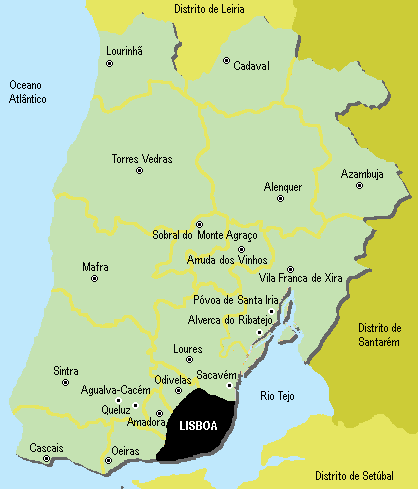 Distrito de Leiria
Lourinhã
Cadaval
Oceano
Atlântico
Torres Vedras
Azambuja
Alenquer
Sobral do Monte Agraço
Arruda dos Vinhos
Mafra
Vila Franca de Xira
Póvoa de Santa Iria
Alverca do Ribatejo
Distrito de
Santarém
Loures
Sintra
Odivelas
Sacavém
Agualva-Cacém
Queluz
Rio Tejo
Amadora
LISBOA
Cascais
Oeiras
Distrito de Setúbal